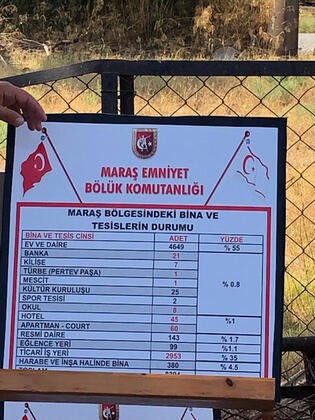 MARAŞ EMNİYET
BÖLÜK KOMUTANLIĞI
MARAŞ BÖLGESİNDEKİ BİNA VE
TESİSLERİN DURUMU
BİNA VE TESİS CİNSİ ADET YÜZDE
EV VE DAİRE 4649 % 55
BANKA 21
KİLİSE 7
TÜRBE (PERTEV PAŞA) 1
MESCİT 1
KÜLTÜR KURULUŞU 25 % 0.8
SPOR TESİSİ 2
OKUL 8
HOTEL 45 %1
APARTMAN - COURT 60
RESMİ DAİRE 143 % 1.7
EĞLENCE YERİ 99 %1.1
TİCARİ İŞ YERİ 2953 % 35
HARABE VE İNŞA HALİNDE BİNA 380 % 4.5
TOPLAM